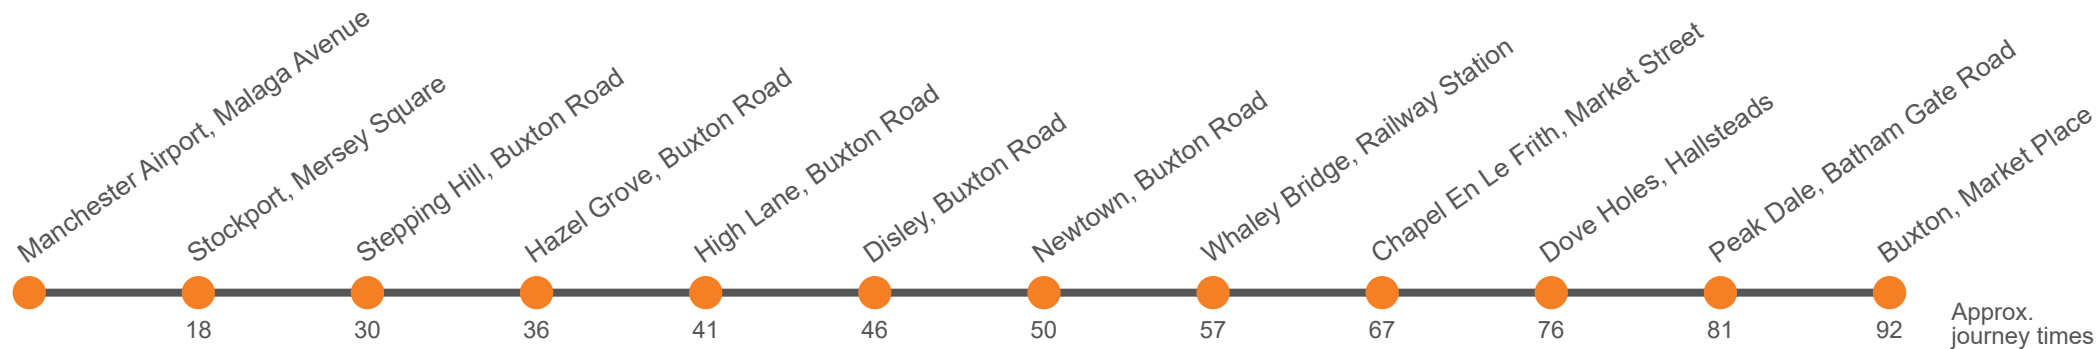 Manchester Airport, Malaga Avenue
Stockport, Mersey Square
Stepping Hill, Buxton Road
Hazel Grove, Buxton Road
High Lane, Buxton Road
Disley, Buxton Road
Newtown, Buxton Road
Whaley Bridge, Railway Station
Chapel En Le Frith, Market Street
Dove Holes, Hallsteads
Peak Dale, Batham Gate Road
Buxton, Market Place
18 30 36 41 46 50 57 67 76 81 92
Approx.
journey times